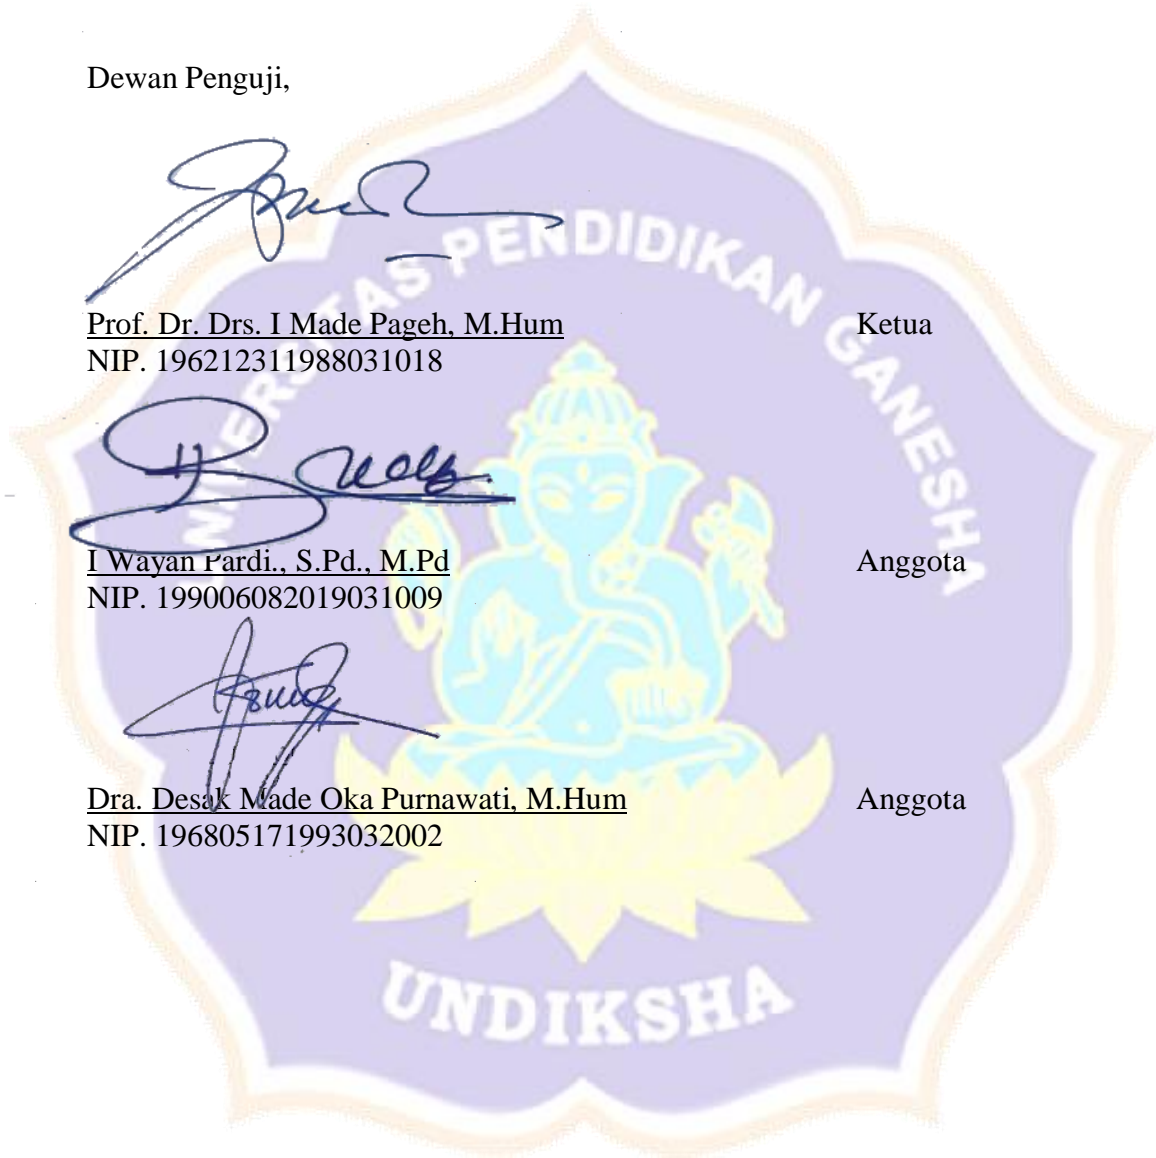 Dewan Penguji,
UNIVERSITAS PENDIDIKAN GANESHA
Prof. Dr. Drs. I Made Pageh, M.Hum Ketua
NIP. 196212311988031018
I Wayan Pardi., S.Pd., M.Pd Anggota
NIP. 199006082019031009
Dra. Desak Made Oka Purnawati, M.Hum Anggota
NIP. 196805171993032002
UNDIKSHA